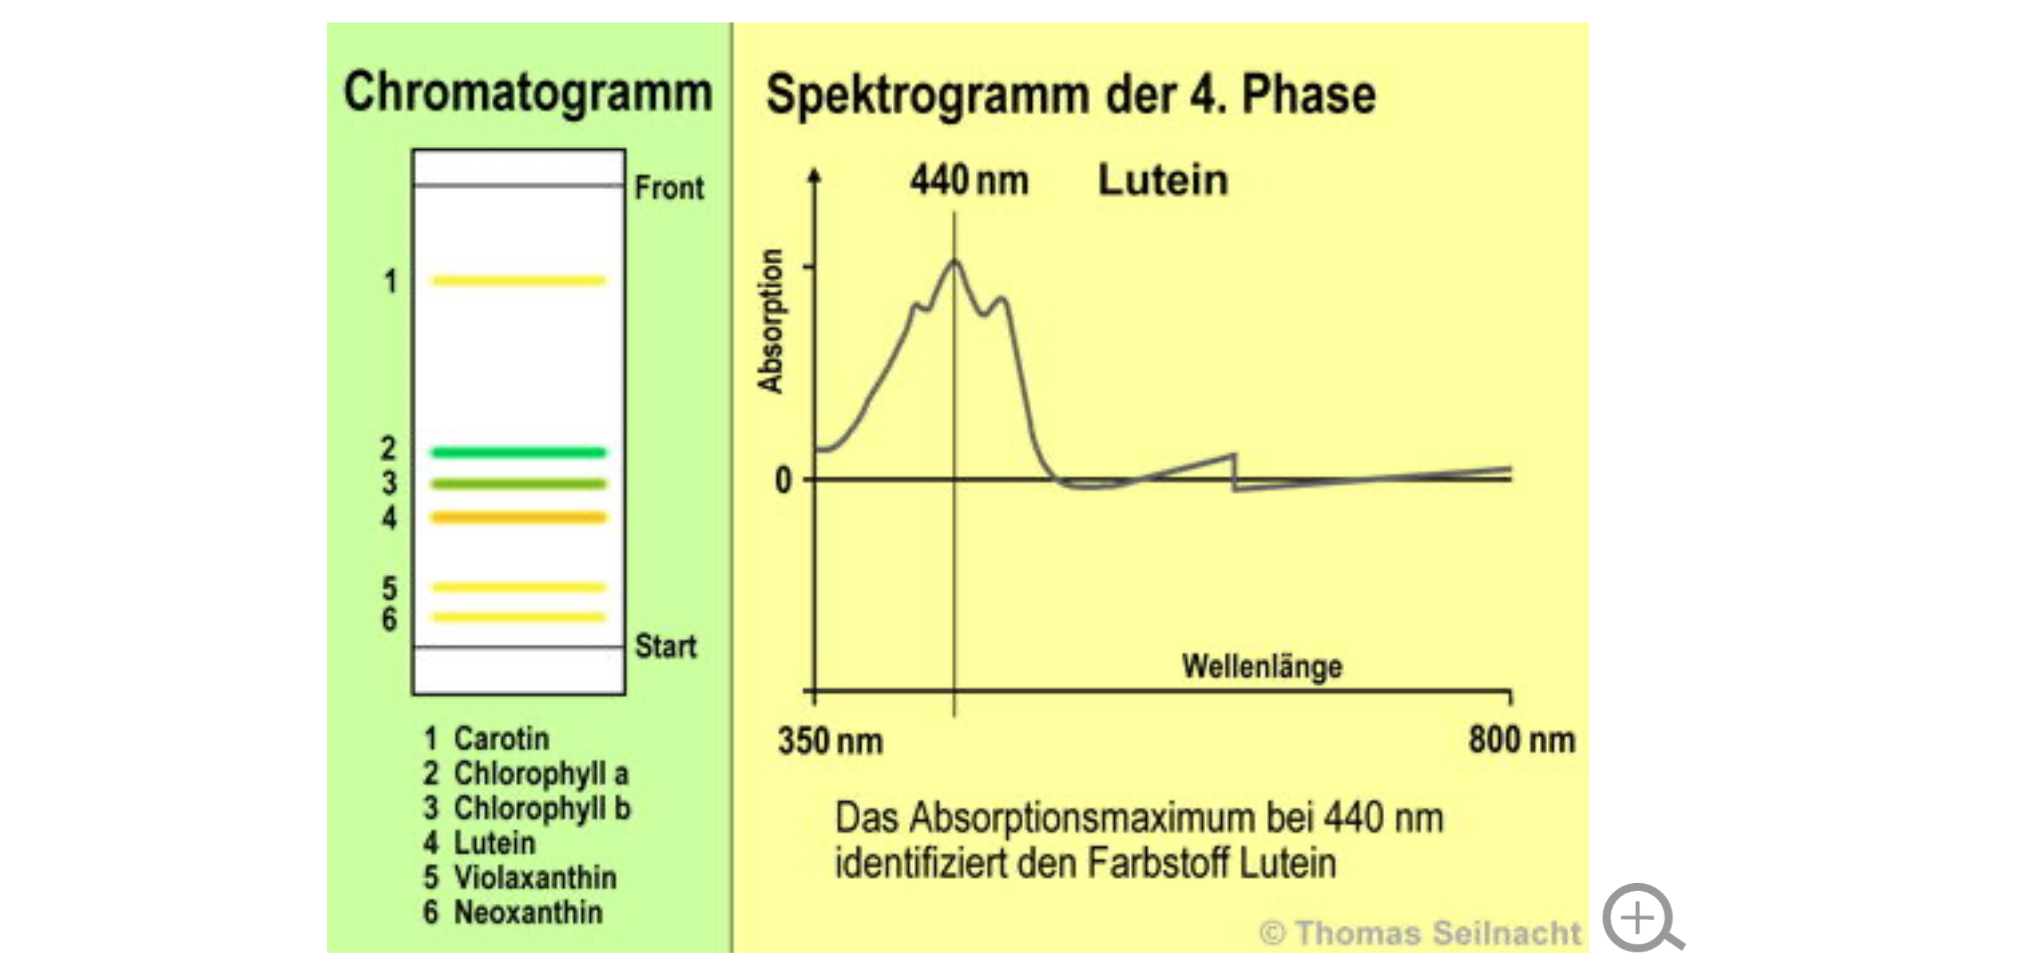 Chromatogramm
Front
1
2
3
4
5
6
Start
1 Carotin
2 Chlorophyll a
3 Chlorophyll b
4 Lutein
5 Violaxanthin
6 Neoxanthin
Spektrogramm der 4. Phase
440 nm Lutein
Absorption
0
Wellenlänge
350 nm 800 nm
Das Absorptionsmaximum bei 440 nm
identifiziert den Farbstoff Lutein
© Thomas Seilnacht